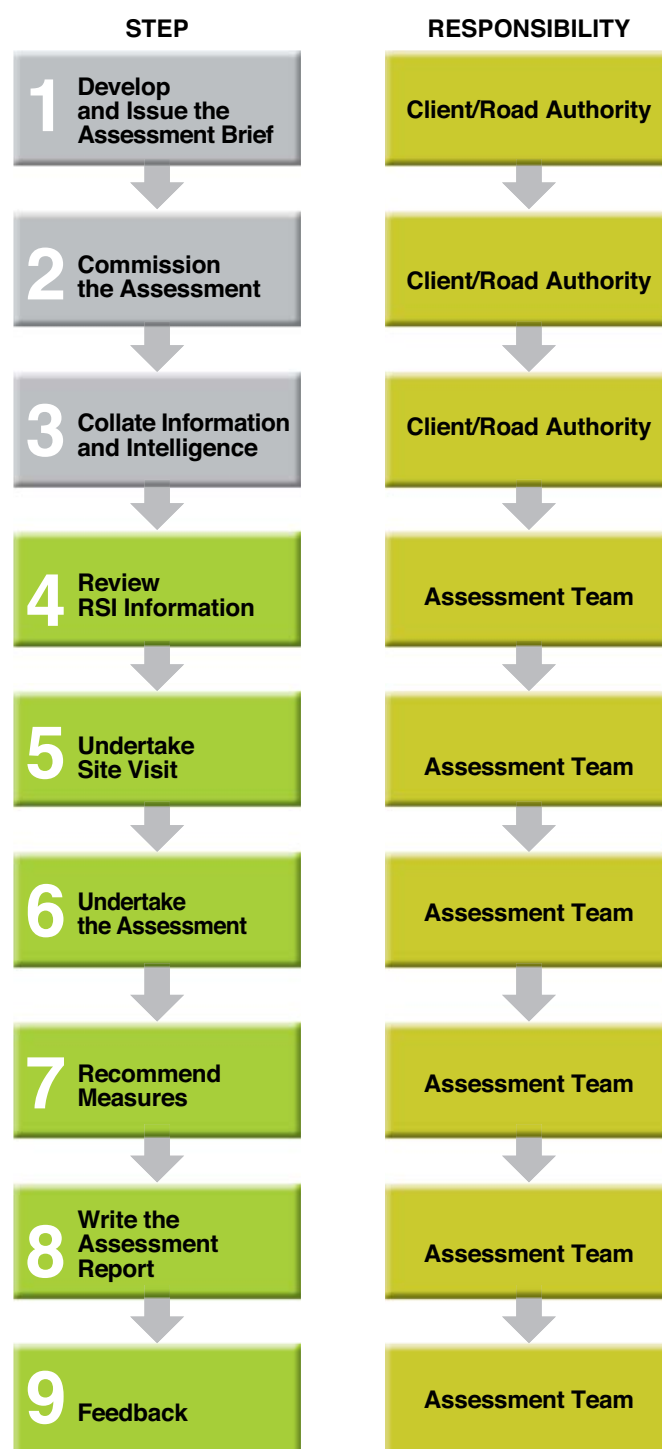 STEP RESPONSIBILITY
1 Develop
and Issue the
Assessment Brief
Client/Road Authority
2 Commission
the Assessment
Client/Road Authority
3 Collate Information
and Intelligence
Client/Road Authority
4 Review
RSI Information
Assessment Team
5 Undertake
Site Visit
Assessment Team
6 Undertake
the Assessment
Assessment Team
7 Recommend
Measures
Assessment Team
8 Write the
Assessment
Report
Assessment Team
9 Feedback
Assessment Team